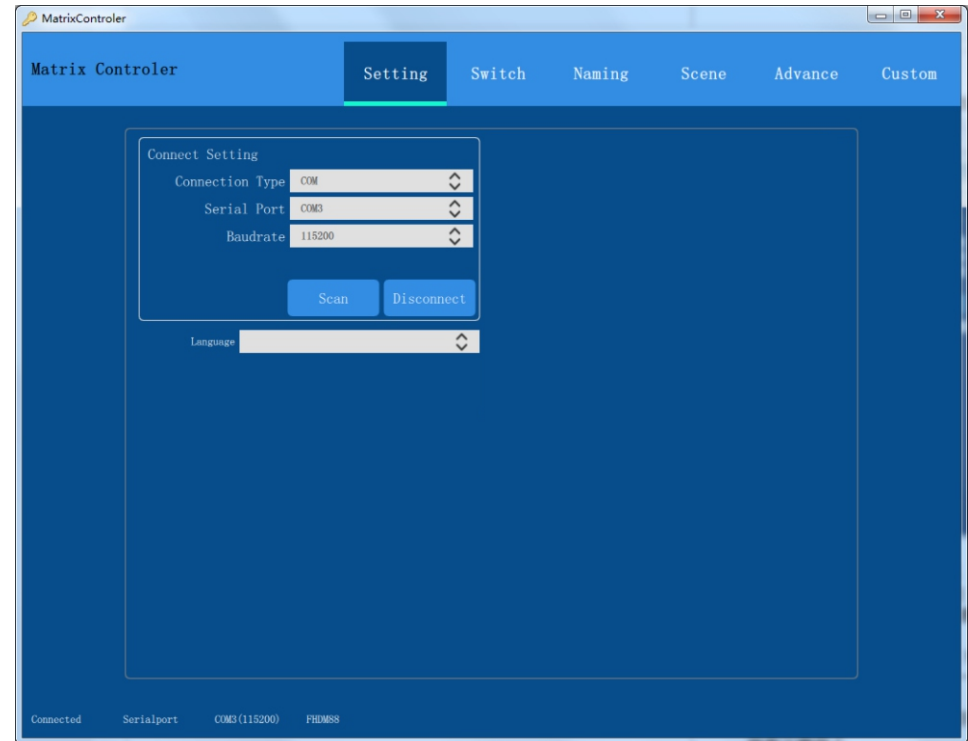 MatrixControler
Matrix Controler Setting Switch Naming Scene Advance Custom
Connect Setting
Connection Type COM
Serial Port COM3
Baudrate 115200
Scan Disconnect
Language
Connected Serialport COM3(115200) FHDM88